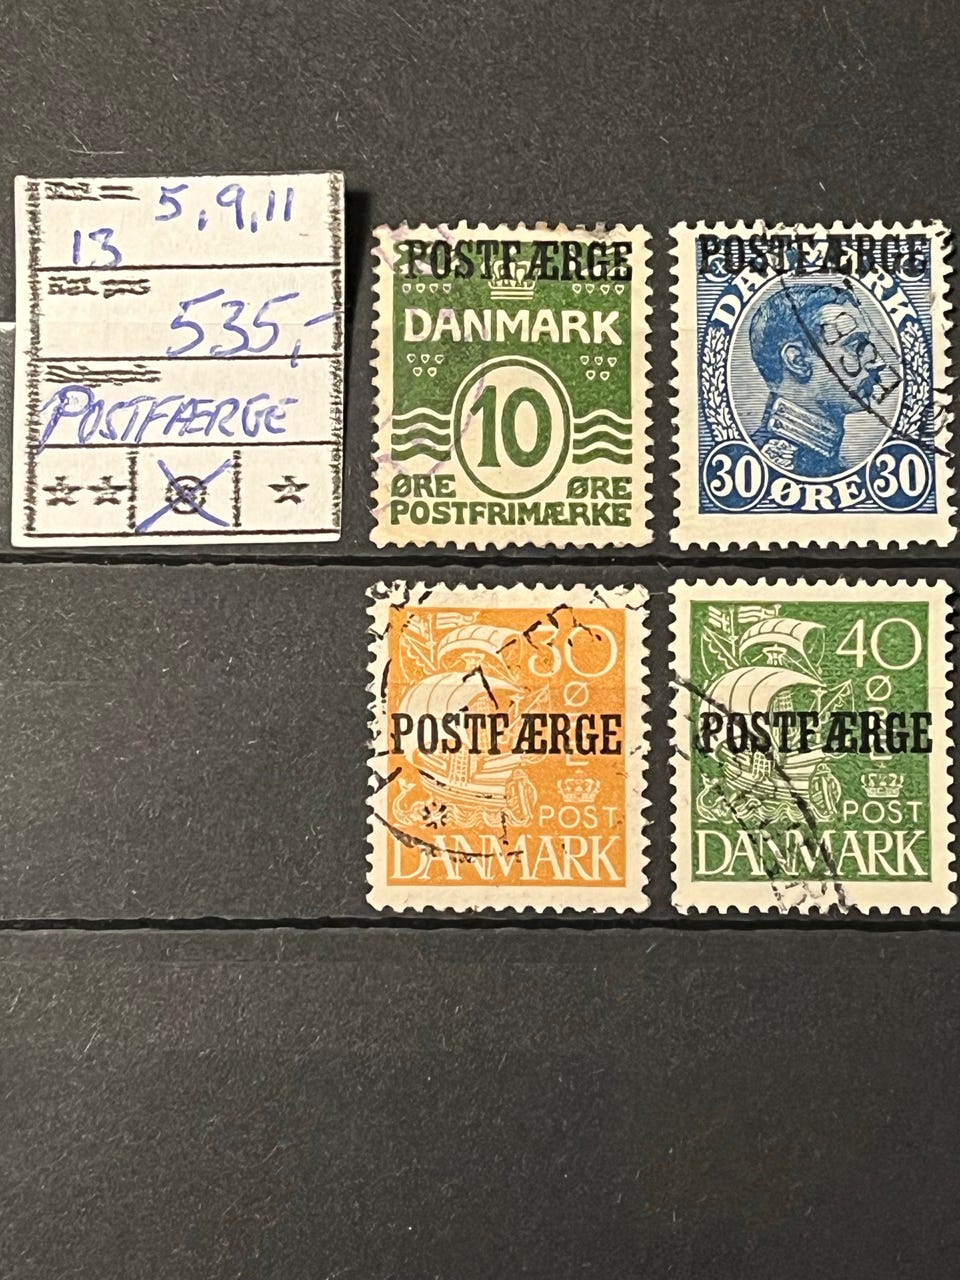 5, 9, 11
13
535,-
POSTFÆRGE
POSTFÆRGE
DANMARK
10
ØRE ØRE
POSTFRIMÆRKE
POSTFÆRGE
DANMARK
30 ØRE 30
30
POSTFÆRGE
POST
DANMARK
40
POSTFÆRGE
POST
DANMARK